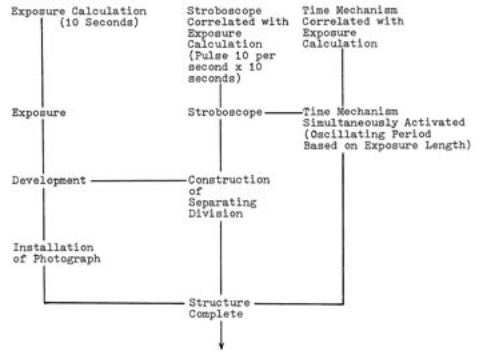 Exposure Calculation
(10 Seconds)
Stroboscope
Correlated with
Exposure
Calculation
(Pulse 10 per
second x 10
seconds)
Time Mechanism
Correlated with
Exposure
Calculation
Exposure
Stroboscope
Time Mechanism
Simultaneously Activated
(Oscillating Period
Based on Exposure Length)
Development
Construction
of
Separating
Division
Installation
of Photograph
Structure
Complete